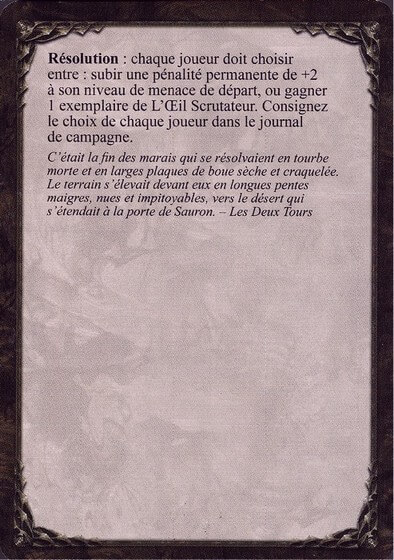 Résolution : chaque joueur doit choisir
entre : subir une pénalité permanente de +2
à son niveau de menace de départ, ou gagner
1 exemplaire de L’Œil Scrutateur. Consignez
le choix de chaque joueur dans le journal
de campagne.
C’était la fin des marais qui se résolvaient en tourbe
morte et en larges plaques de boue sèche et craquelée.
Le terrain s’élevait devant eux en longues pentes
maigres, nues et impitoyables, vers le désert qui
s’étendait à la porte de Sauron. – Les Deux Tours